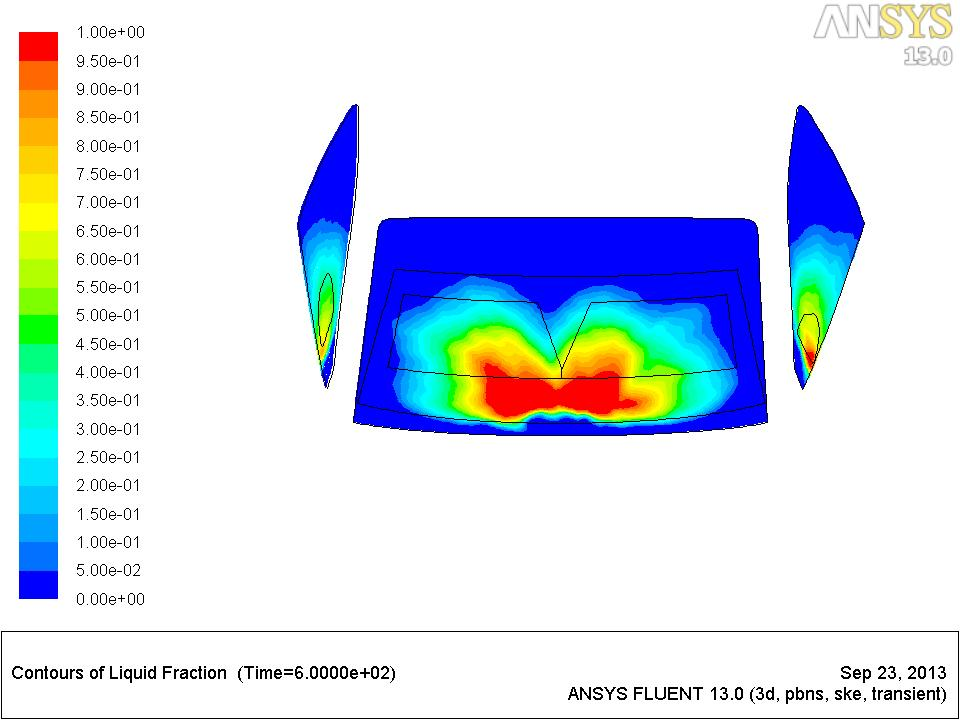 ANSYS
13.0
1.00e+00
9.50e-01
9.00e-01
8.50e-01
8.00e-01
7.50e-01
7.00e-01
6.50e-01
6.00e-01
5.50e-01
5.00e-01
4.50e-01
4.00e-01
3.50e-01
3.00e-01
2.50e-01
2.00e-01
1.50e-01
1.00e-01
5.00e-02
0.00e+00
Contours of Liquid Fraction (Time=6.0000e+02)
Sep 23, 2013
ANSYS FLUENT 13.0 (3d, pbns, ske, transient)